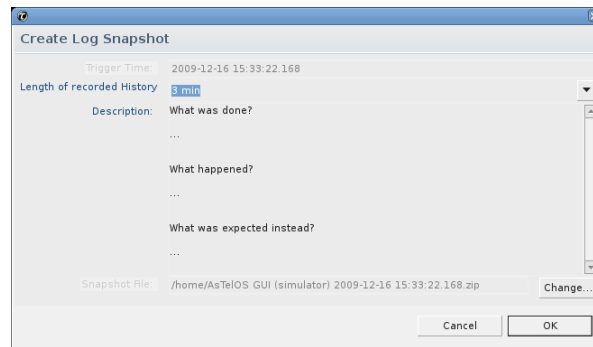 Create Log Snapshot
Trigger Time: 2009-12-16 15:33:22.168
Length of recorded History 3 min
Description: What was done?
...
What happened?
...
What was expected instead?
...
Snapshot File: /home/AsTelOS GUI (simulator) 2009-12-16 15:33:22.168.zip Change...
Cancel OK